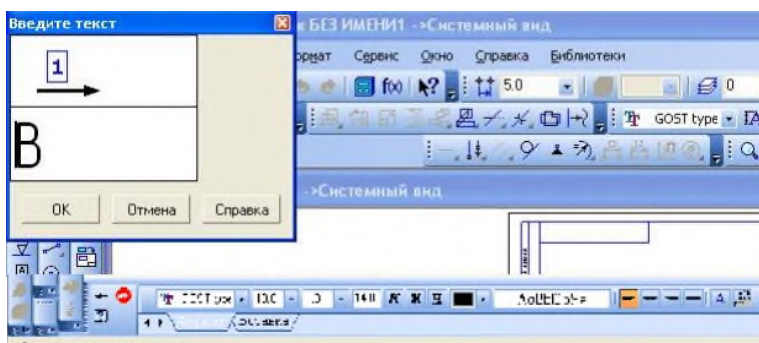 Введите текст
к БЕЗ ИМЕНИ1 ->Системный вид
1
B
OK
Отмена
Справка
ормат Сервис Окно Справка Библиотеки
f(x)
5.0
0
GOST type
->Системный вид
А